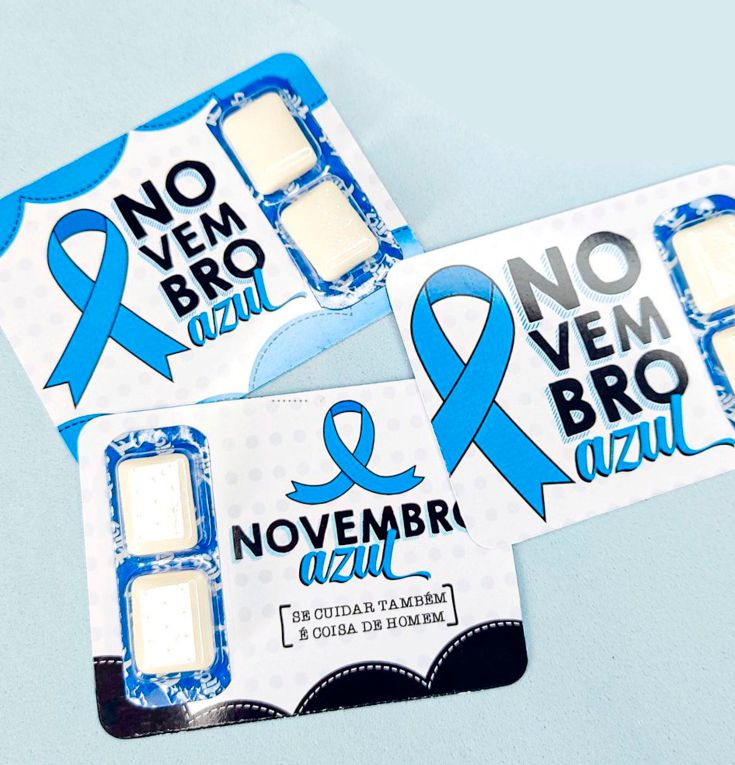 NO
VEM
BRO
azul
NO
VEM
BRO
azul
NOVEMBRO
azul
SE CUIDAR TAMBÉM
É COISA DE HOMEM